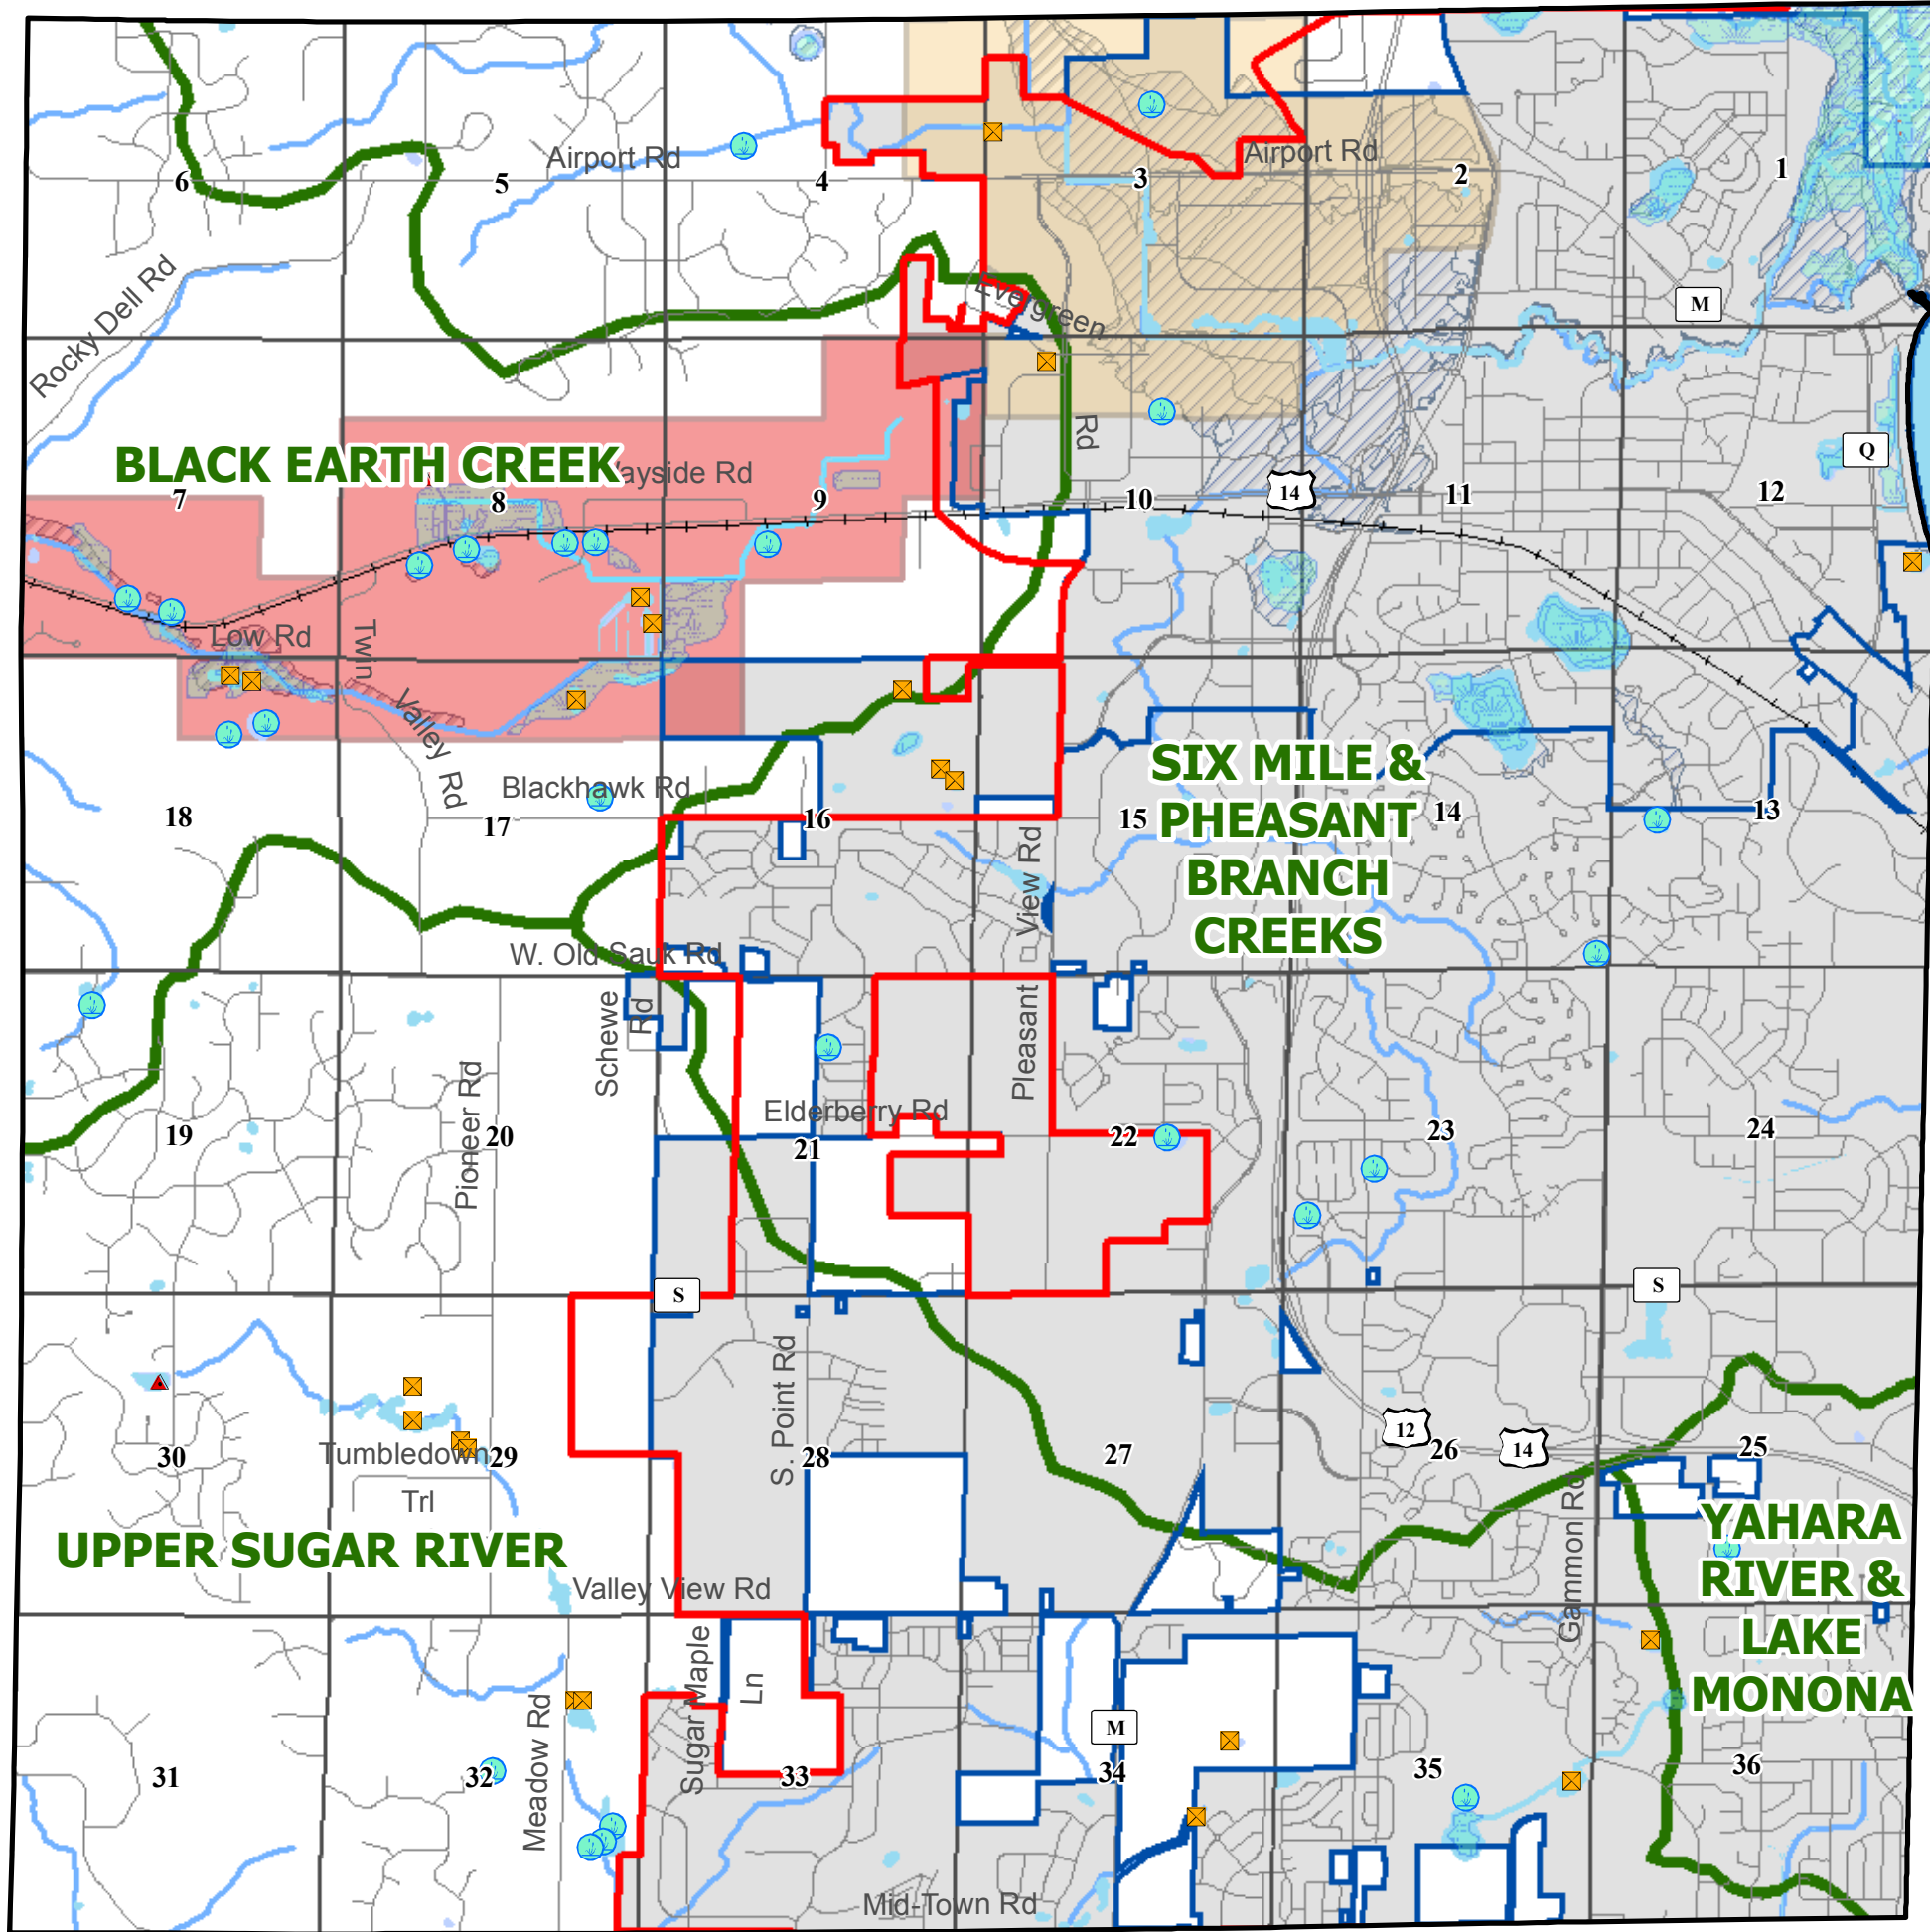 Airport Rd
Airport Rd
6
5
4
3
2
1
Rocky Dell Rd
Evergreen
Rd
M
BLACK EARTH CREEK
ayside Rd
Q
7
8
9
10
14
11
12
Low Rd
Twin
Valley Rd
Blackhawk Rd
SIX MILE &
PHEASANT
BRANCH
CREEKS
18
17
16
15
14
13
View Rd
W. Old Sauk Rd
Schewe
Rd
Pleasant
Pioneer Rd
Elderberry Rd
19
20
21
22
23
24
S
S
S. Point Rd
12
14
30
Tumbledown
Trl
29
28
27
26
25
Gammon Rd
UPPER SUGAR RIVER
YAHARA
RIVER &
LAKE
MONONA
Valley View Rd
Sugar Maple
Ln
Meadow Rd
M
31
32
33
34
35
36
Mid-Town Rd